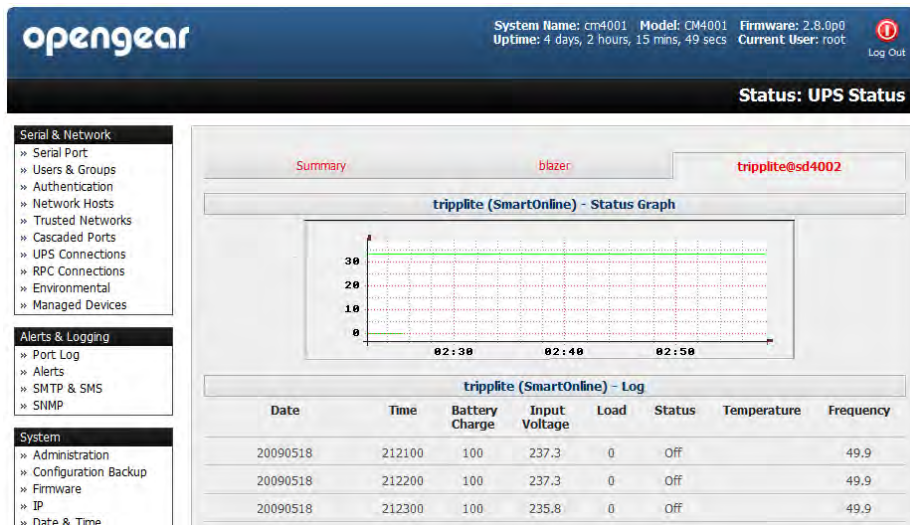 opengear
System Name: cm4001 Model: CM4001 Firmware: 2.8.0p0
Uptime: 4 days, 2 hours, 15 mins, 49 secs Current User: root
Log Out
Status: UPS Status
Serial & Network
» Serial Port
» Users & Groups
» Authentication
» Network Hosts
» Trusted Networks
» Cascaded Ports
» UPS Connections
» RPC Connections
» Environmental
» Managed Devices
Alerts & Logging
» Port Log
» Alerts
» SMTP & SMS
» SNMP
System
» Administration
» Configuration Backup
» Firmware
» IP
» Date & Time
Summary blazer tripplite@sd4002
tripplite (SmartOnline) - Status Graph
30
20
10
0
02:30 02:40 02:50
tripplite (SmartOnline) - Log
Date Time Battery Charge Input Voltage Load Status Temperature Frequency
20090518 212100 100 237.3 0 Off 49.9
20090518 212200 100 237.3 0 Off 49.9
20090518 212300 100 235.8 0 Off 49.9